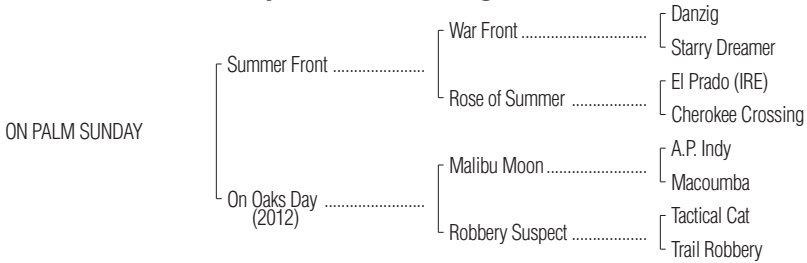 Danzig
War Front ..............................
Starry Dreamer
Summer Front ......................
El Prado (IRE)
Rose of Summer ..................
Cherokee Crossing
ON PALM SUNDAY
A.P. Indy
Malibu Moon ........................
Macoumba
On Oaks Day ........................
(2012)
Tactical Cat
Robbery Suspect ..................
Trail Robbery